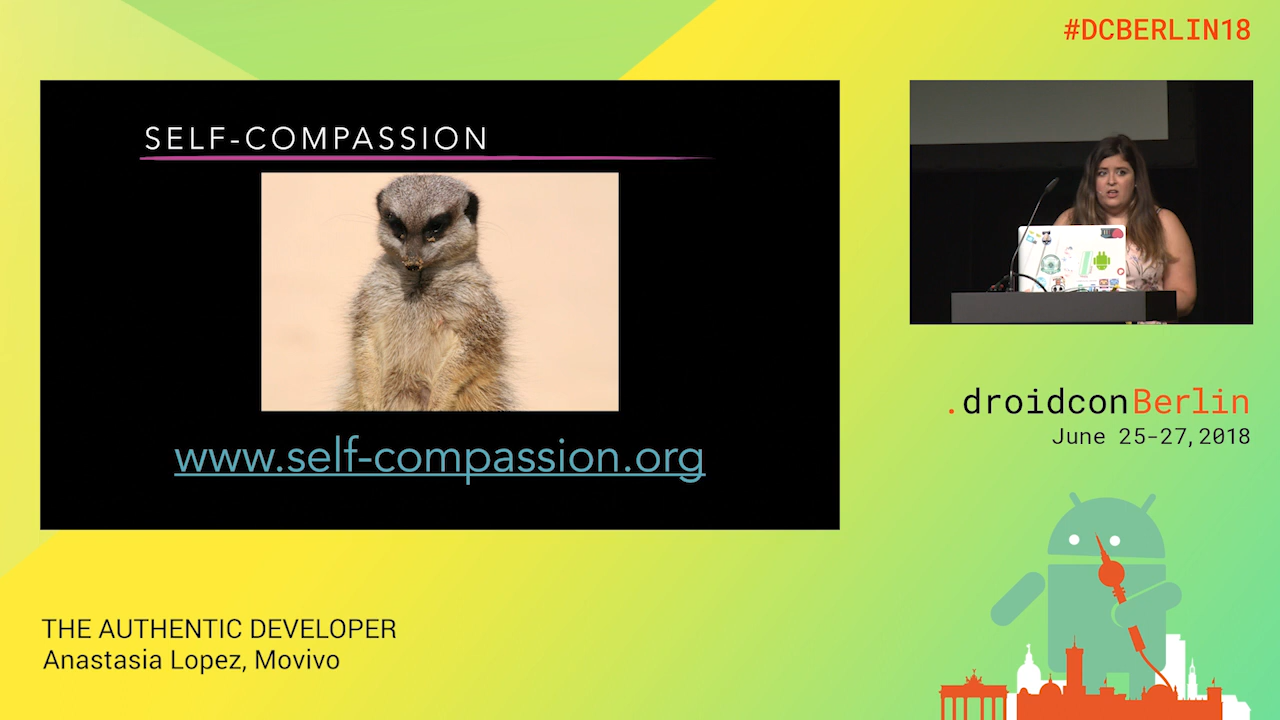 #DCBERLIN18
SELF-COMPASSION
www.self-compassion.org
.droidconBerlin
June 25-27,2018
THE AUTHENTIC DEVELOPER
Anastasia Lopez, Movivo